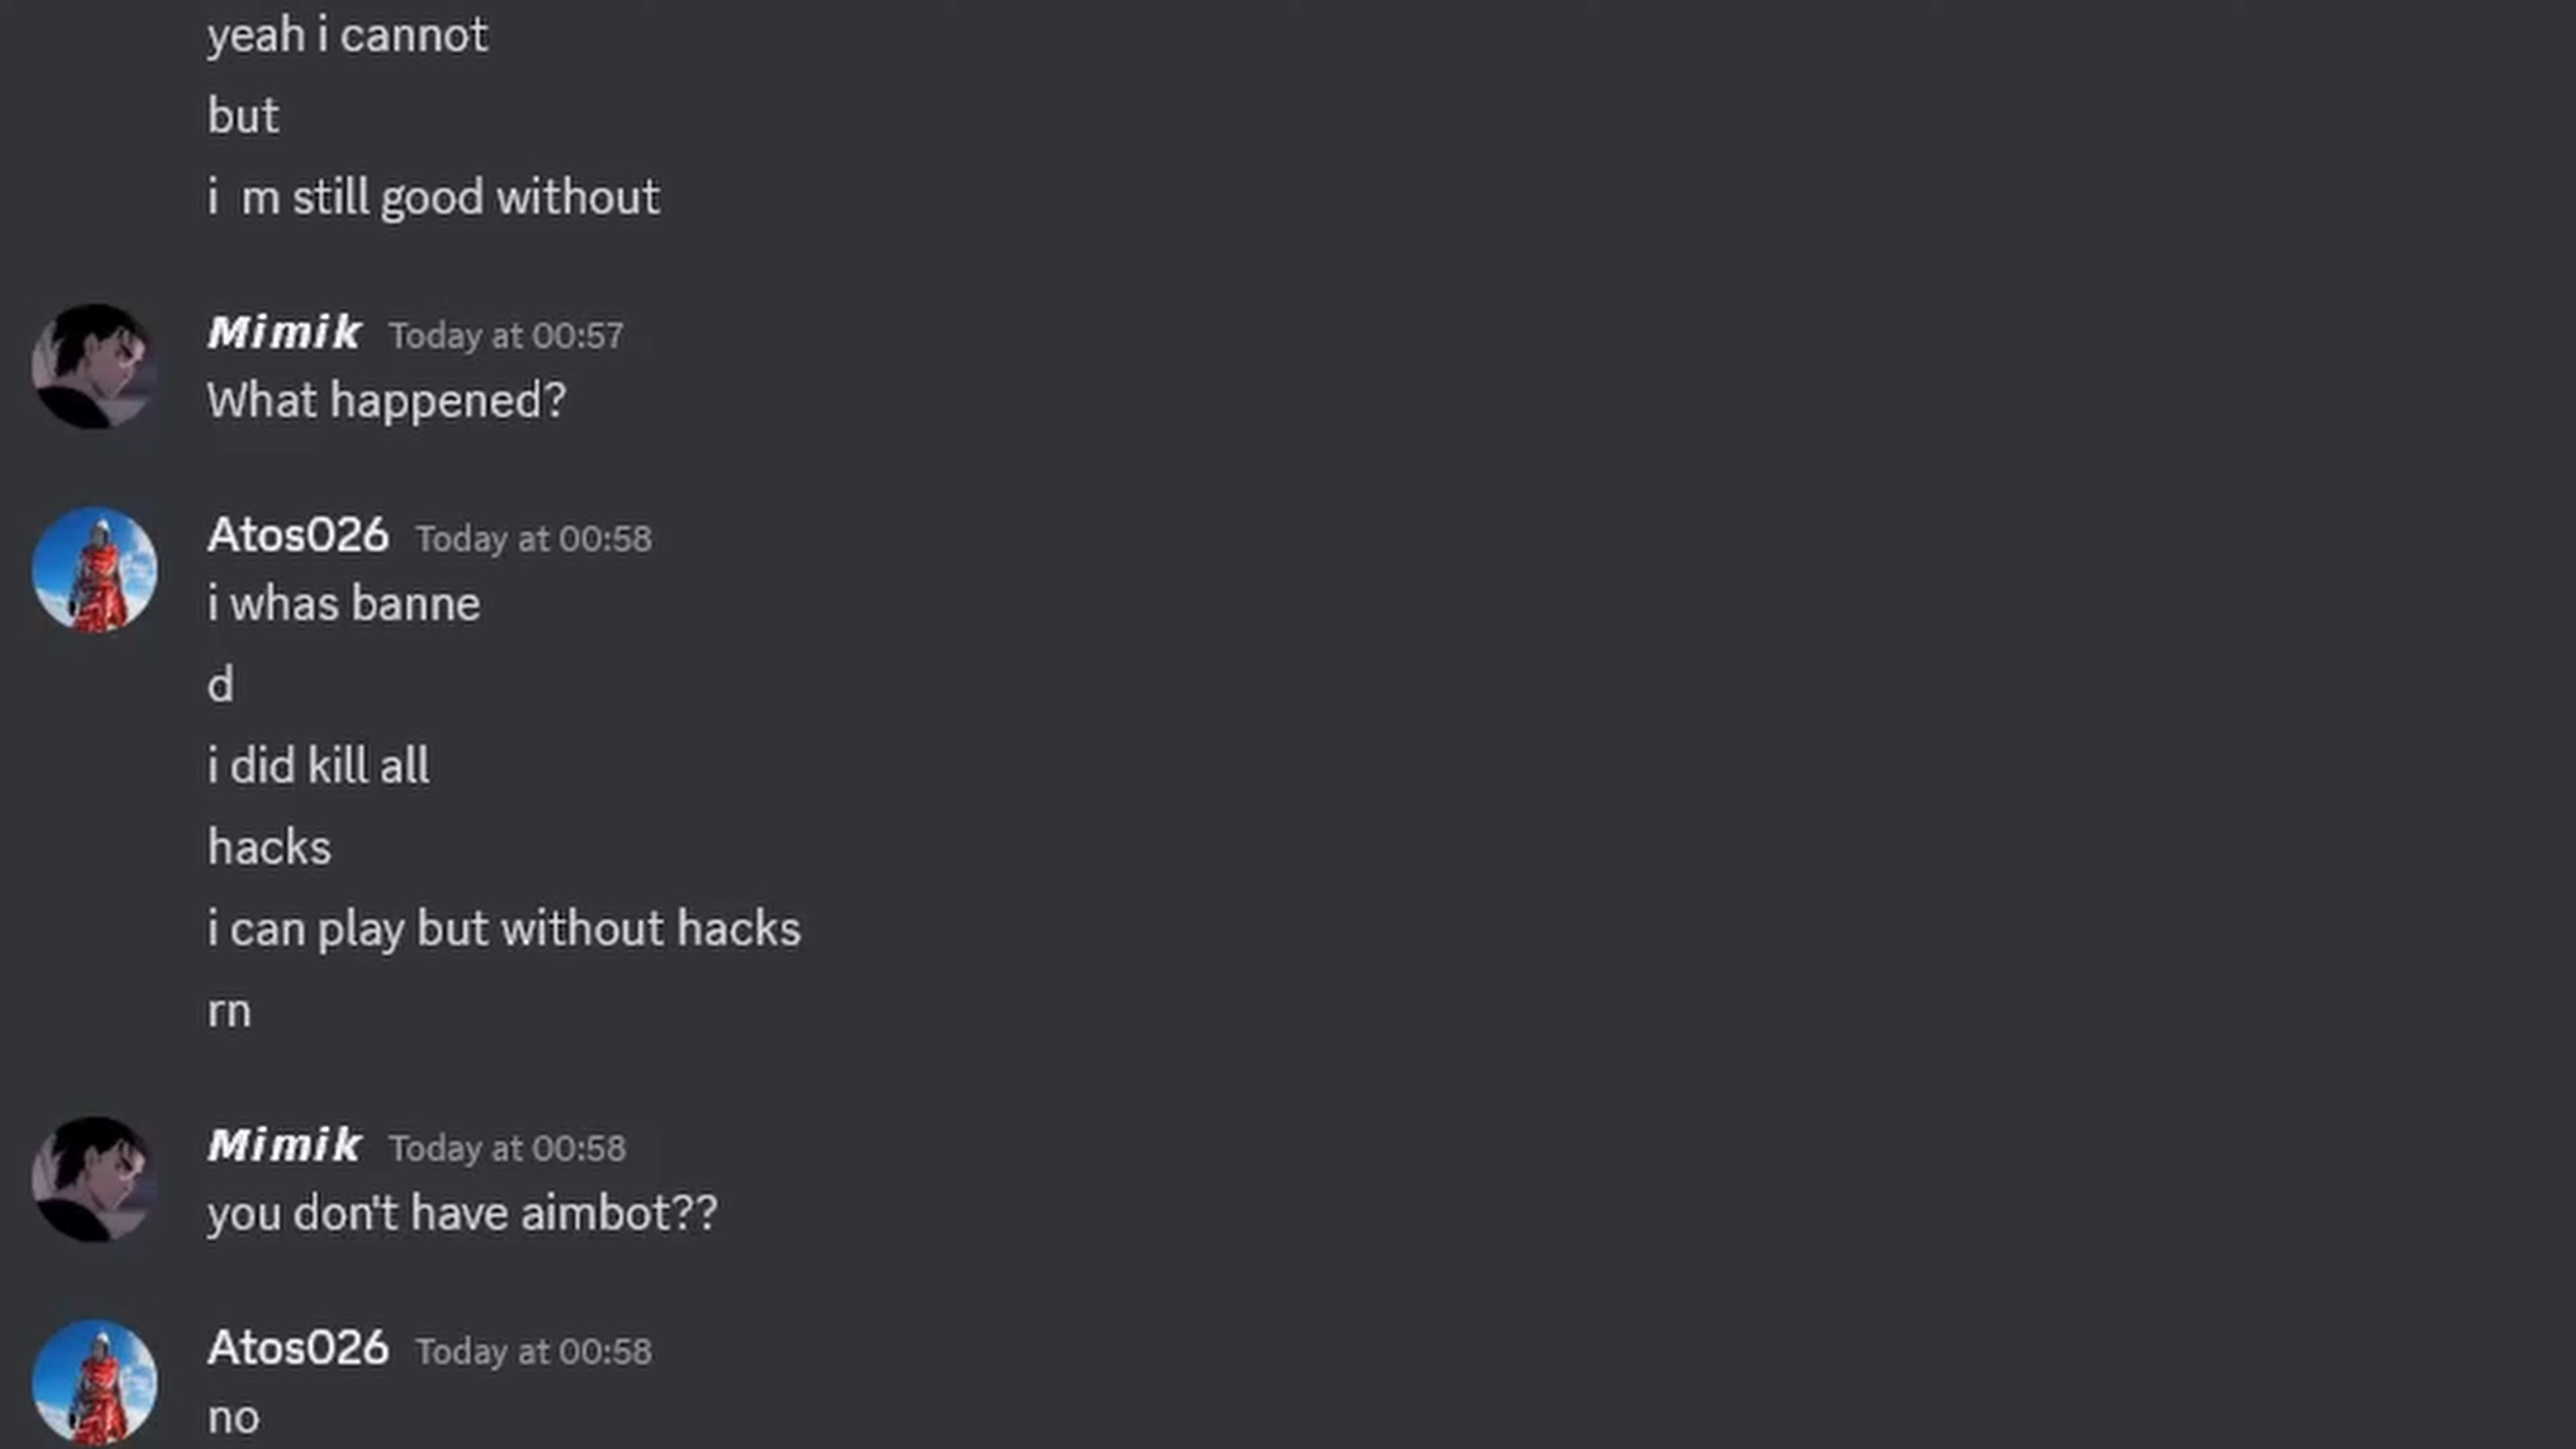 yeah i cannot
but
i  m still good without
Mimik Today at 00:57
What happened?
Atos026 Today at 00:58
i whas banne
d
i did kill all
hacks
i can play but without hacks
rn
Mimik Today at 00:58
you don't have aimbot??
Atos026 Today at 00:58
no